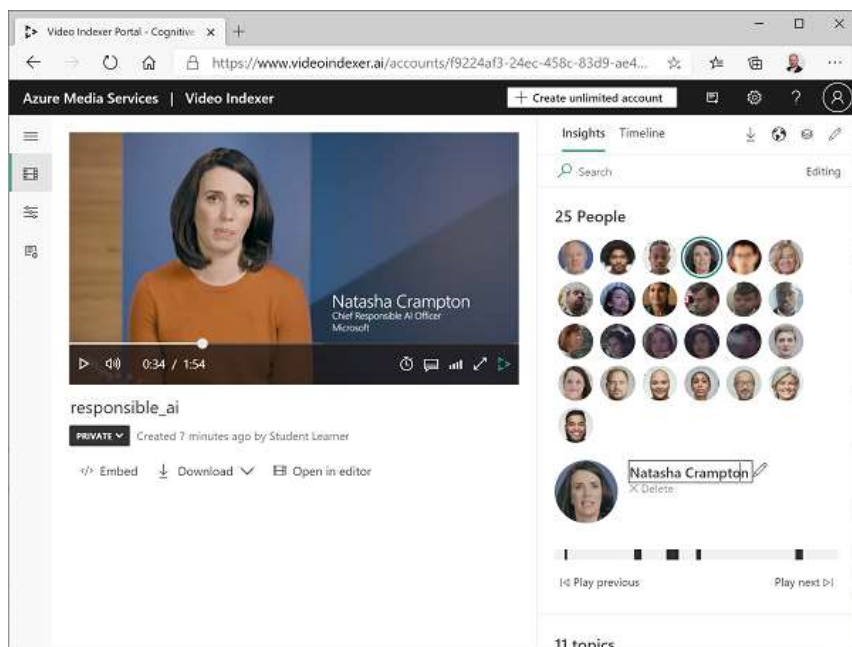 Video Indexer Portal - Cognitive
https://www.videoindexer.ai/accounts/f9224af3-24ec-458c-83d9-ae4...
Azure Media Services | Video Indexer
+ Create unlimited account
?
Insights Timeline
Search
Editing
25 People
Natasha Crampton
Chief Responsible AI Officer
Microsoft
0:34 / 1:54
responsible_ai
PRIVATE
Created 7 minutes ago by Student Learner
</> Embed Download Open in editor
Natasha Crampton
Delete
Play previous
Play next
11 topics